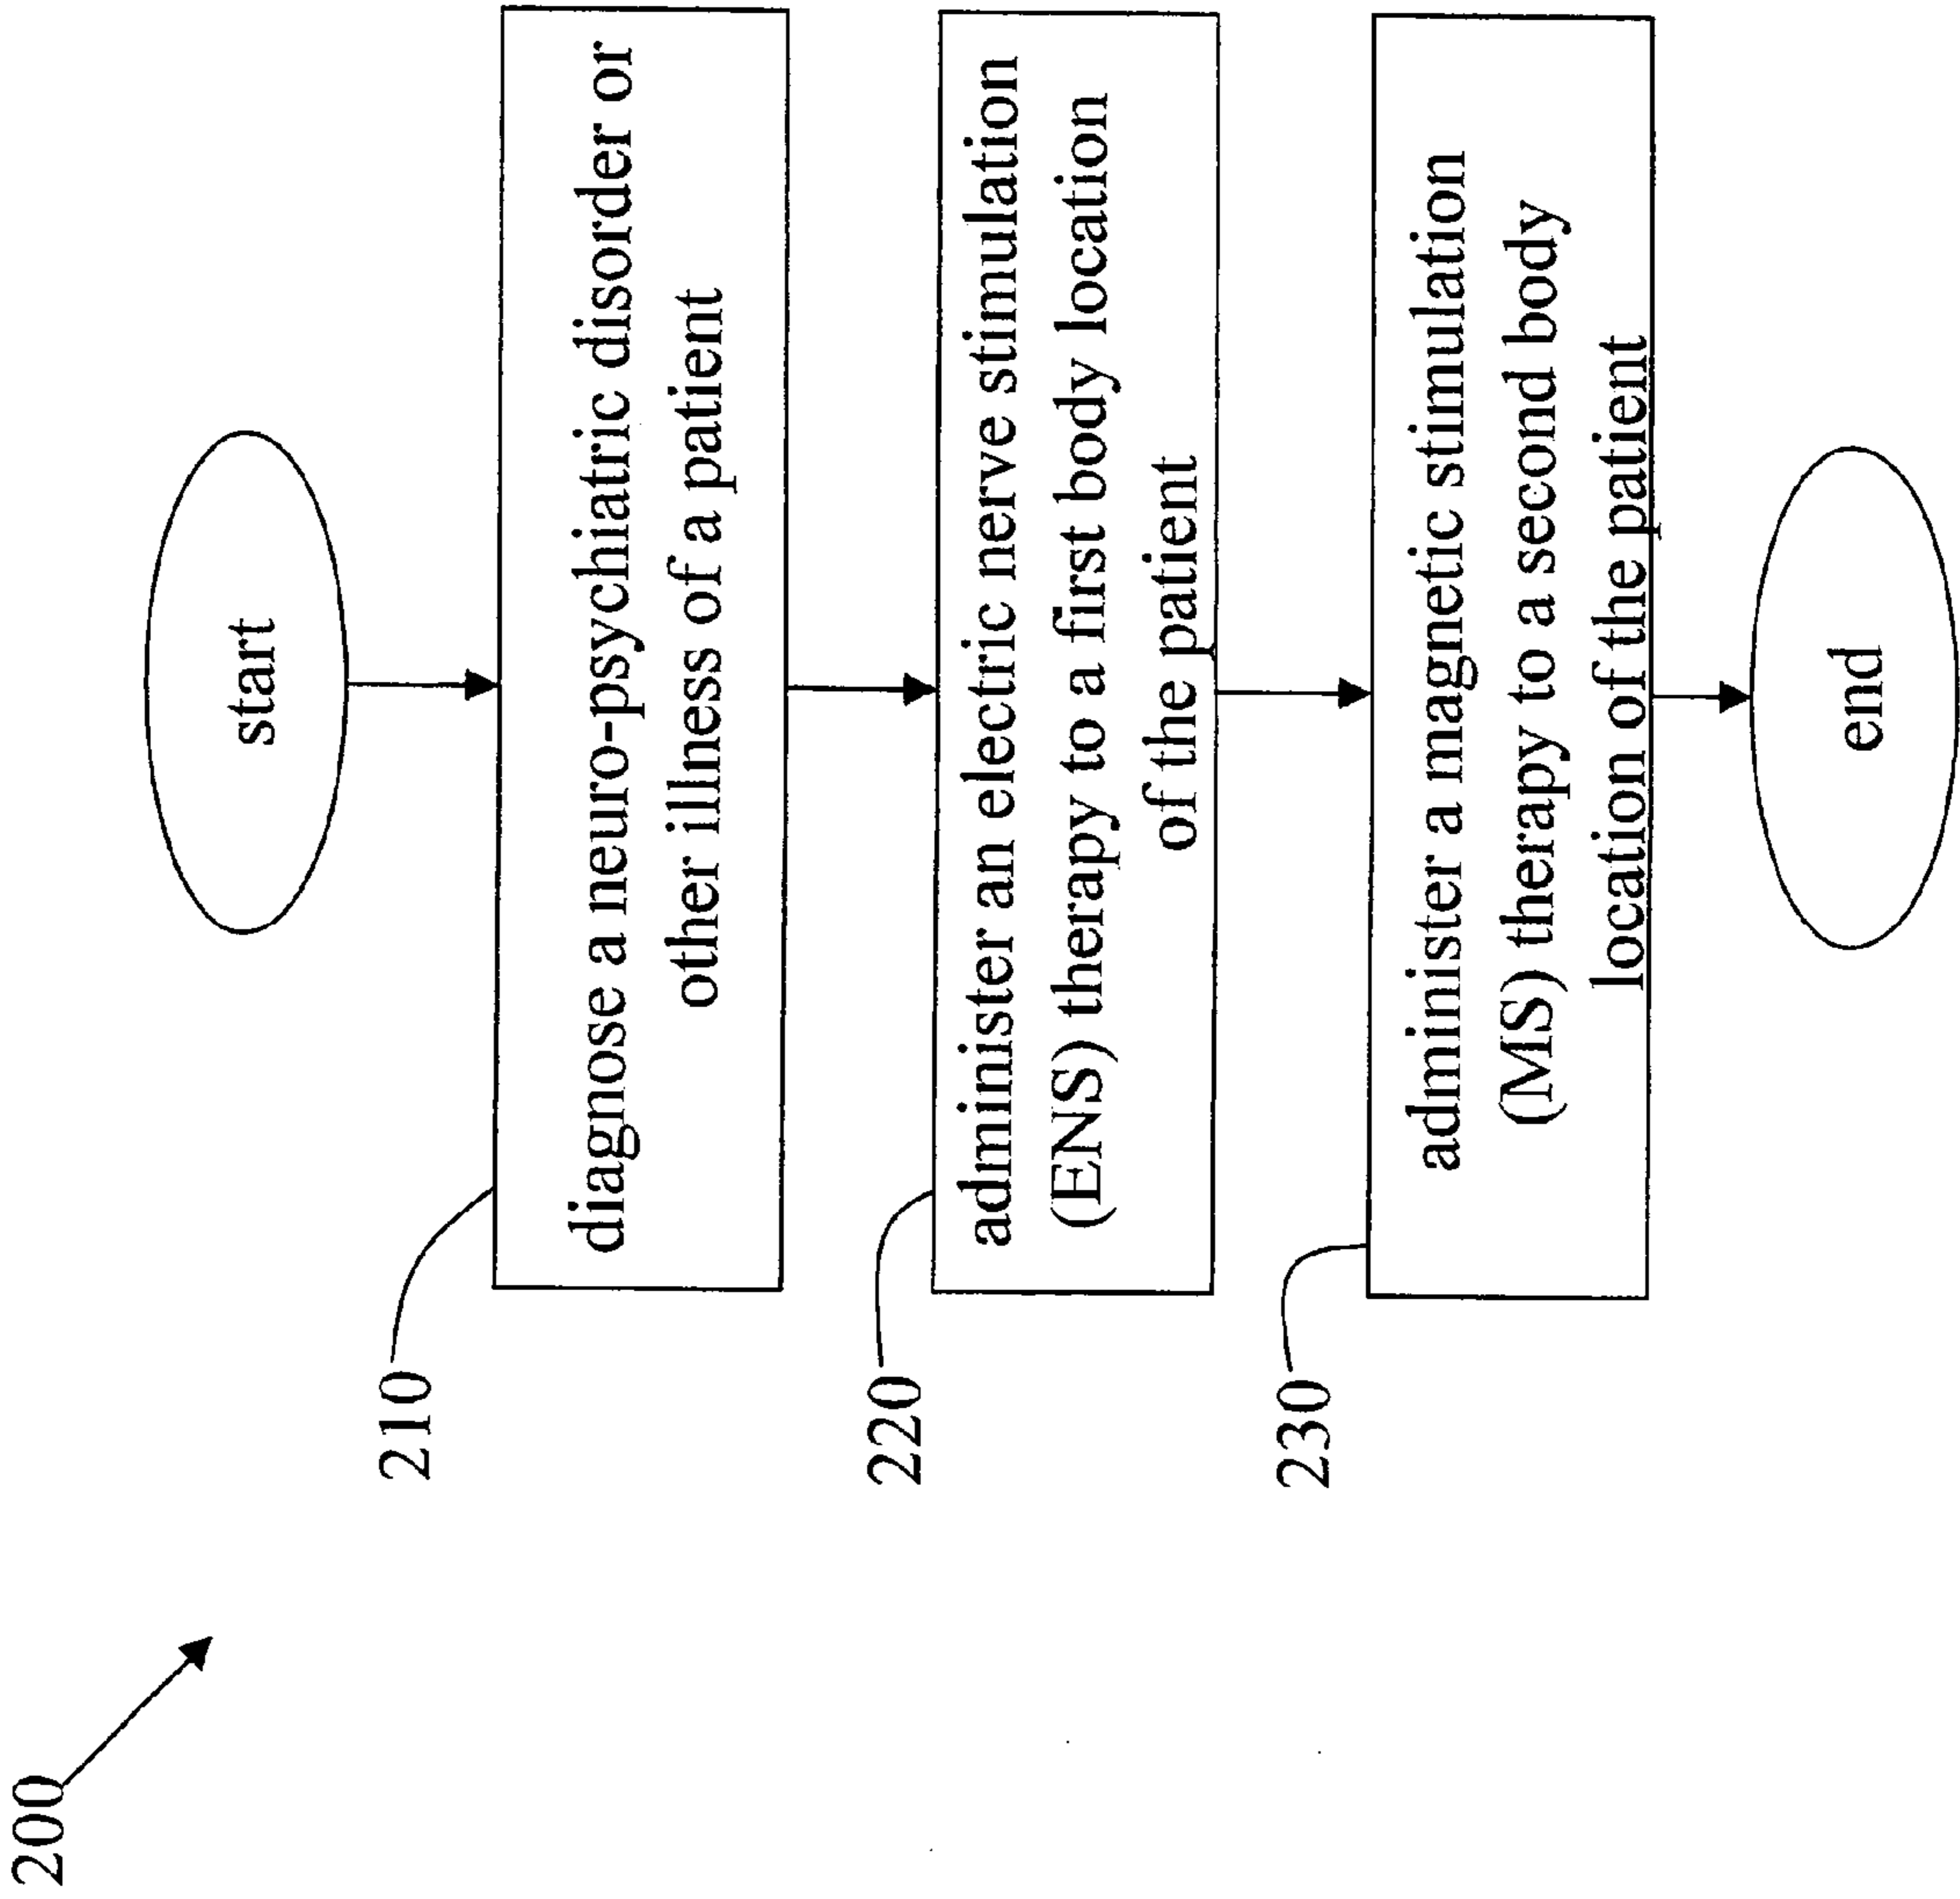 200
start
210
diagnose a neuro-psychiatric disorder or
other illness of a patient
220
administer an electric nerve stimulation
(ENS) therapy to a first body location
of the patient
230
administer a magnetic stimulation
(MS) therapy to a second body
location of the patient
end